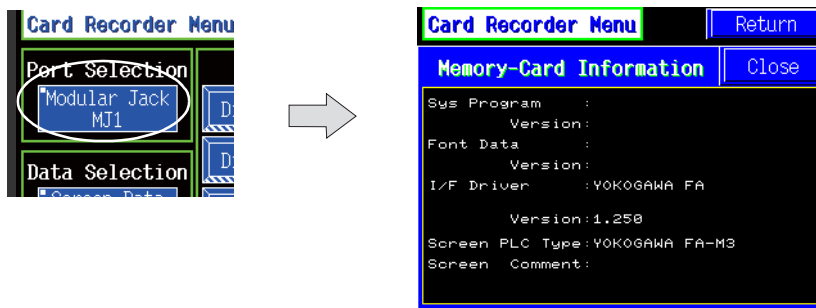 Card Recorder Menu
Port Selection
Modular Jack
MJ1
Data Selection
Screen Data
Card Recorder Menu
Return
Memory-Card Information
Close
Sys Program :
Version:
Font Data :
Version:
I/F Driver :YOKOGAWA FA
Version:1.250
Screen PLC Type:YOKOGAWA FA-M3
Screen Comment: